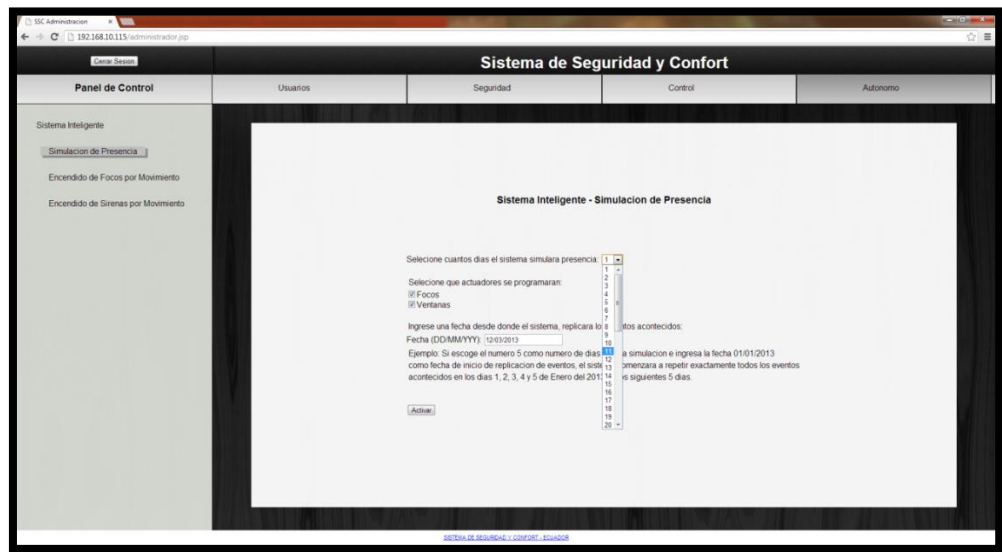 SSC Administracion
192.168.10.115/administrador.jsp
Cerrar Sesion
Sistema de Seguridad y Confort
Panel de Control
Usuarios
Seguridad
Control
Autonomo
Sistema Inteligente
Simulacion de Presencia
Encendido de Focos por Movimiento
Encendido de Sirenas por Movimiento
Sistema Inteligente - Simulacion de Presencia
Selecione cuantos dias el sistema simulara presencia: 1
Selecione que actuadores se programaran:
Focos
Ventanas
Ingrese una fecha desde donde el sistema, replicara lo tos acontecidos:
Fecha (DD/MM/YYY): 12/03/2013
Ejemplo: Si escoge el numero 5 como numero de dias a simulacion e ingresa la fecha 01/01/2013
como fecha de inicio de replicacion de eventos, el siste omenzara a repetir exactamente todos los eventos
acontecidos en los dias 1, 2, 3, 4 y 5 de Enero del 201 os siguientes 5 dias.
Activar
1
2
3
4
5
6
7
8
9
10
11
12
13
14
15
16
17
18
19
20
SISTEMA DE SEGURIDAD Y CONFORT - ECUADOR